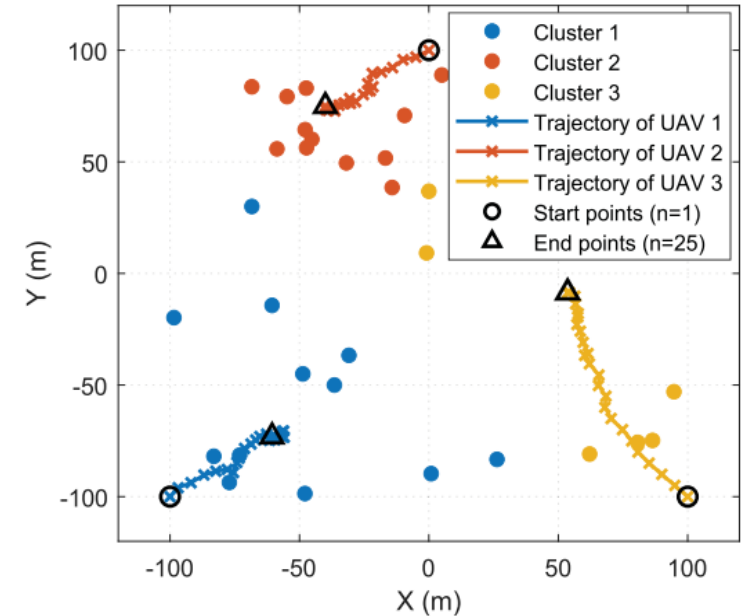 100
50
0
-50
-100
Y (m)
Cluster 1
Cluster 2
Cluster 3
Trajectory of UAV 1
Trajectory of UAV 2
Trajectory of UAV 3
Start points (n=1)
End points (n=25)
-100
-50
0
50
100
X (m)